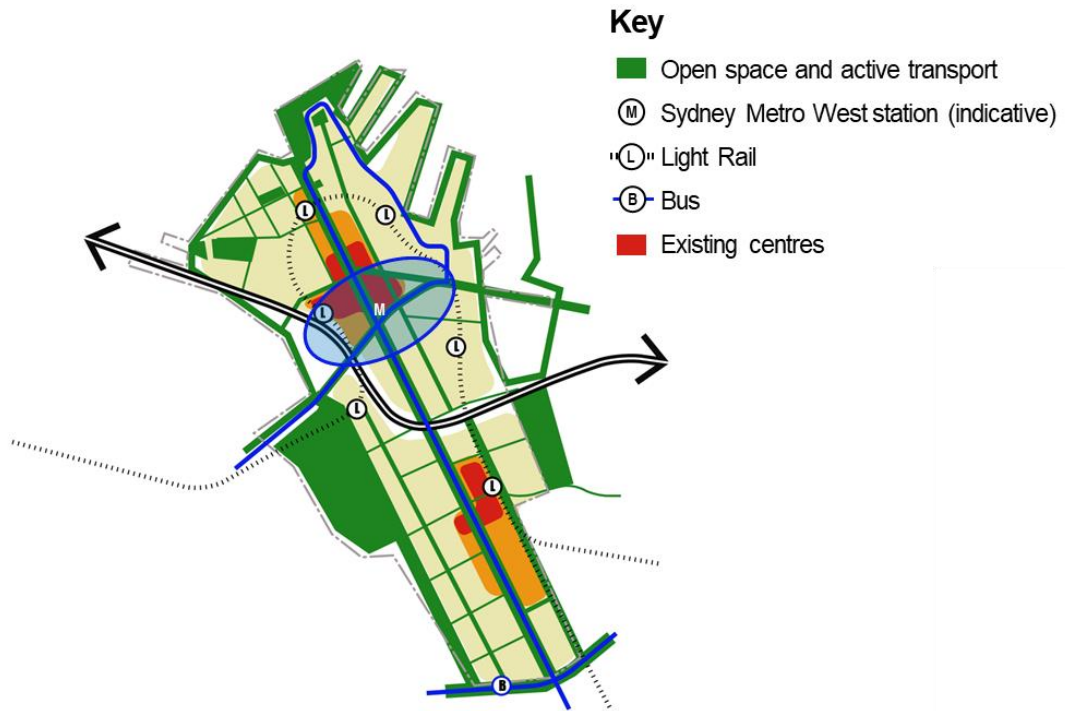 Key
Open space and active transport
M Sydney Metro West station (indicative)
L Light Rail
B Bus
Existing centres
L
L
M
L
L
L
L
B